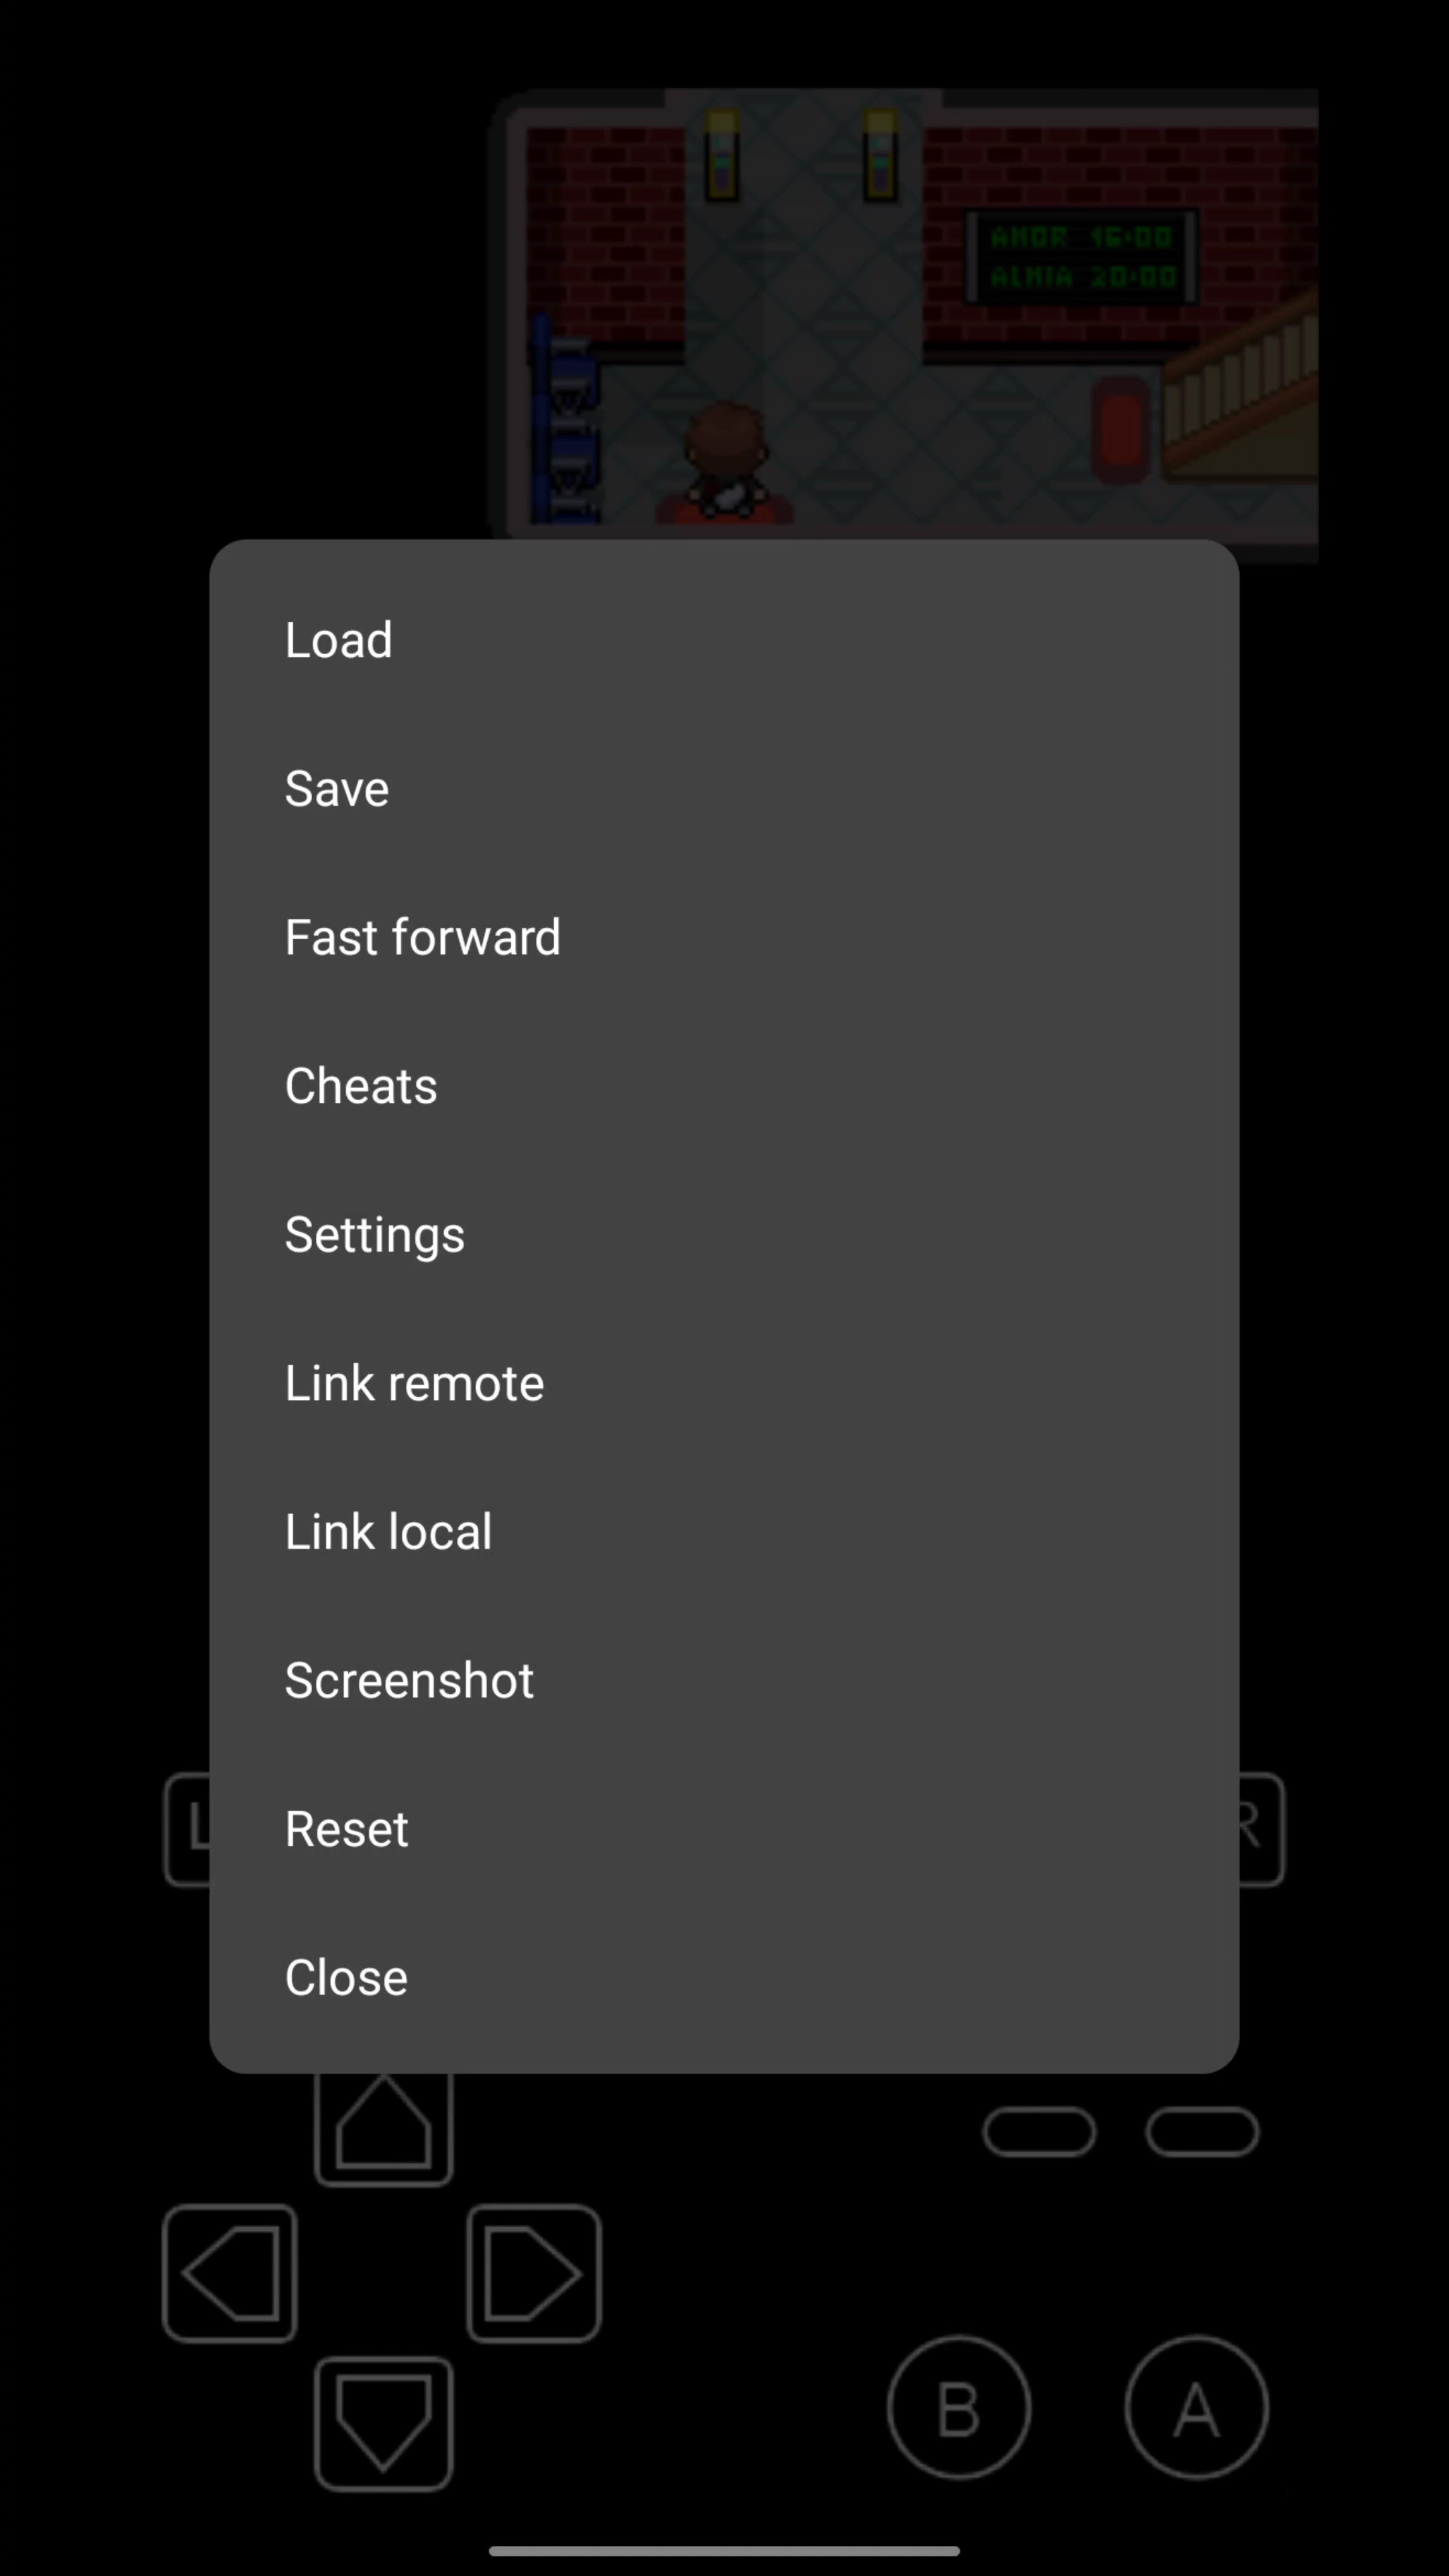 AMOR 16:00
ALMIA 20:00
Load
Save
Fast forward
Cheats
Settings
Link remote
Link local
Screenshot
Reset
Close
L
R
B
A